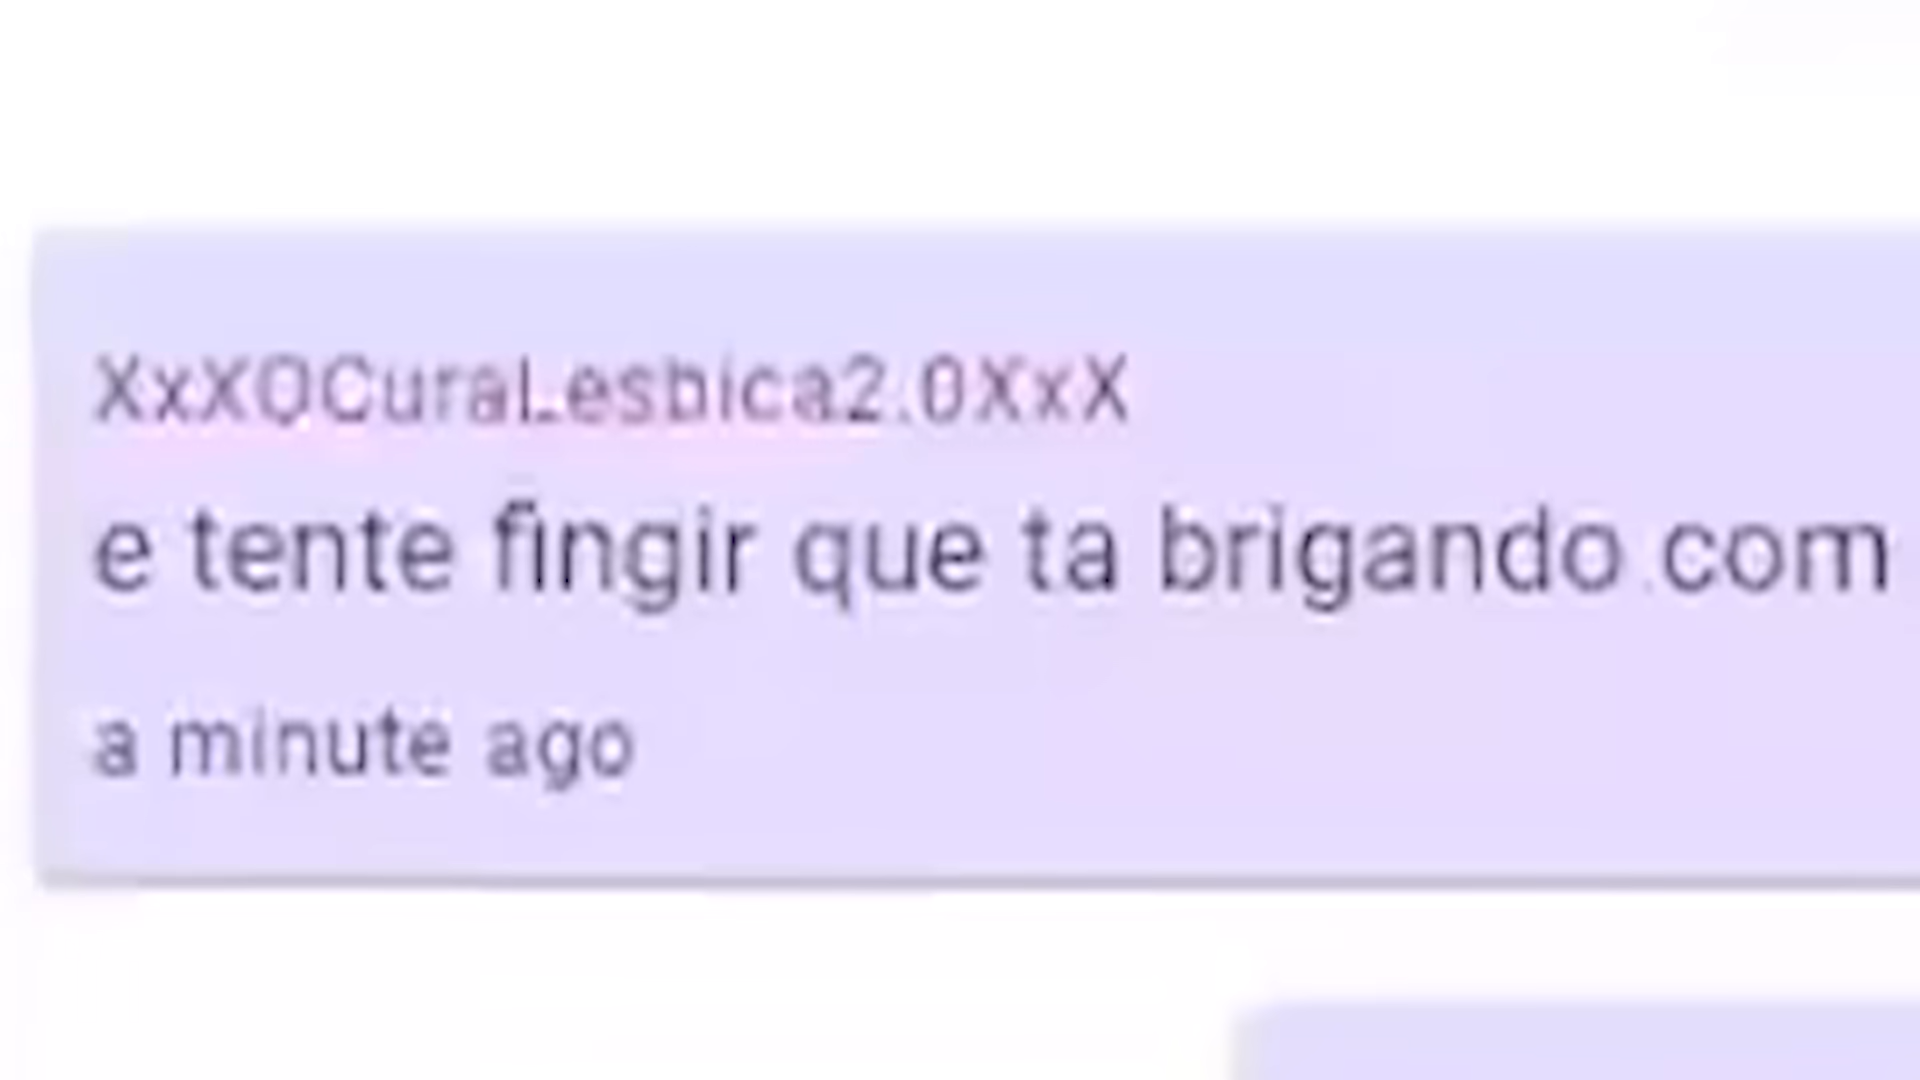 XxXOCuraLesbica2.0XxX
e tente fingir que ta brigando com
a minute ago